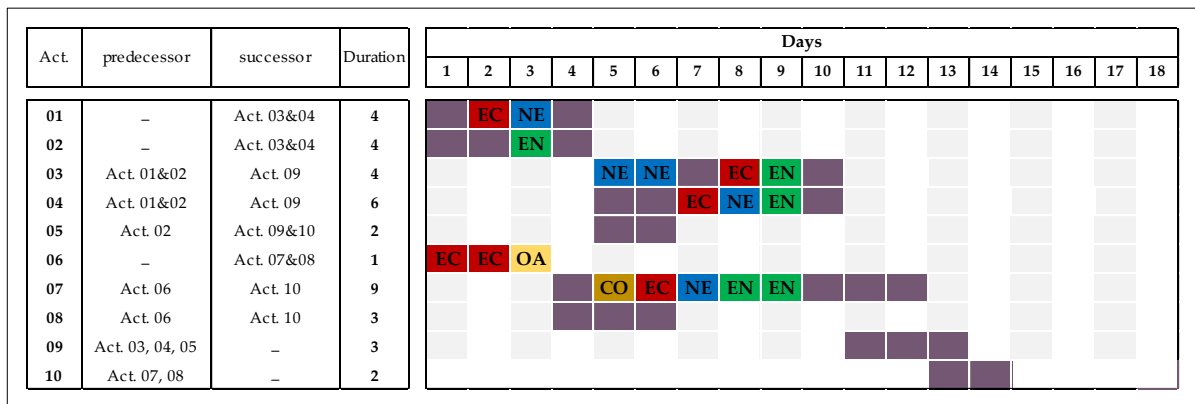 Act. predecessor successor Duration Days
1 2 3 4 5 6 7 8 9 10 11 12 13 14 15 16 17 18
01 – Act. 03&04 4 EC NE
02 – Act. 03&04 4 EN
03 Act. 01&02 Act. 09 4 NE NE EC EN
04 Act. 01&02 Act. 09 6 EC NE EN
05 Act. 02 Act. 09&10 2
06 – Act. 07&08 1 EC EC OA
07 Act. 06 Act. 10 9 CO EC NE EN EN
08 Act. 06 Act. 10 3
09 Act. 03, 04, 05 – 3
10 Act. 07, 08 – 2